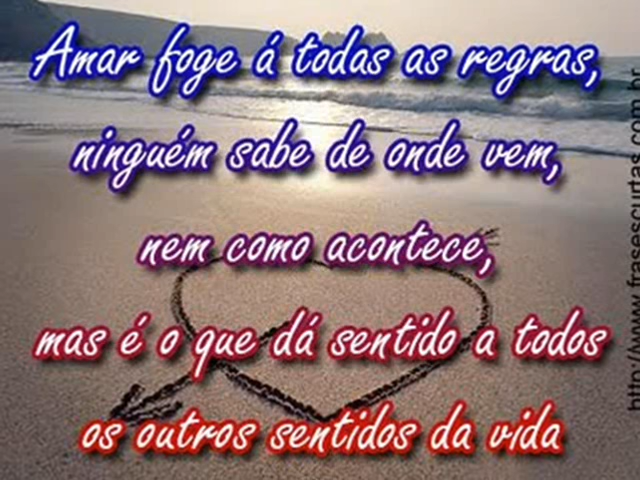 Amar foge á todas as regras,
ninguém sabe de onde vem,
nem como acontece,
mas é o que dá sentido a todos
os outros sentidos da vida
http://www.frasescurtas.com.br